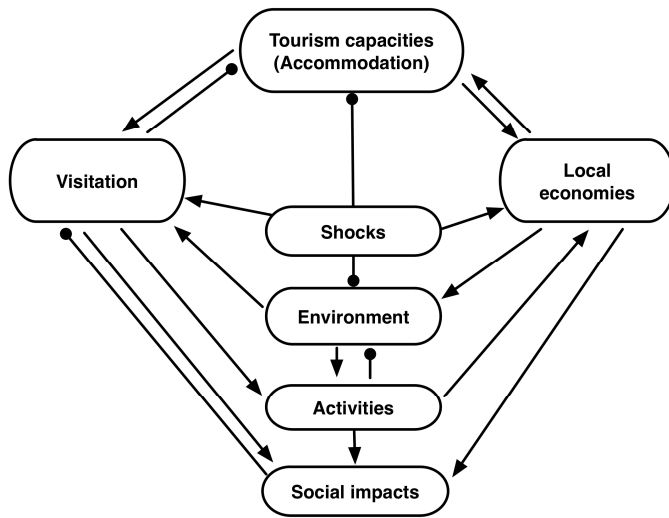 Tourism capacities
(Accommodation)
Visitation
Local
economies
Shocks
Environment
Activities
Social impacts